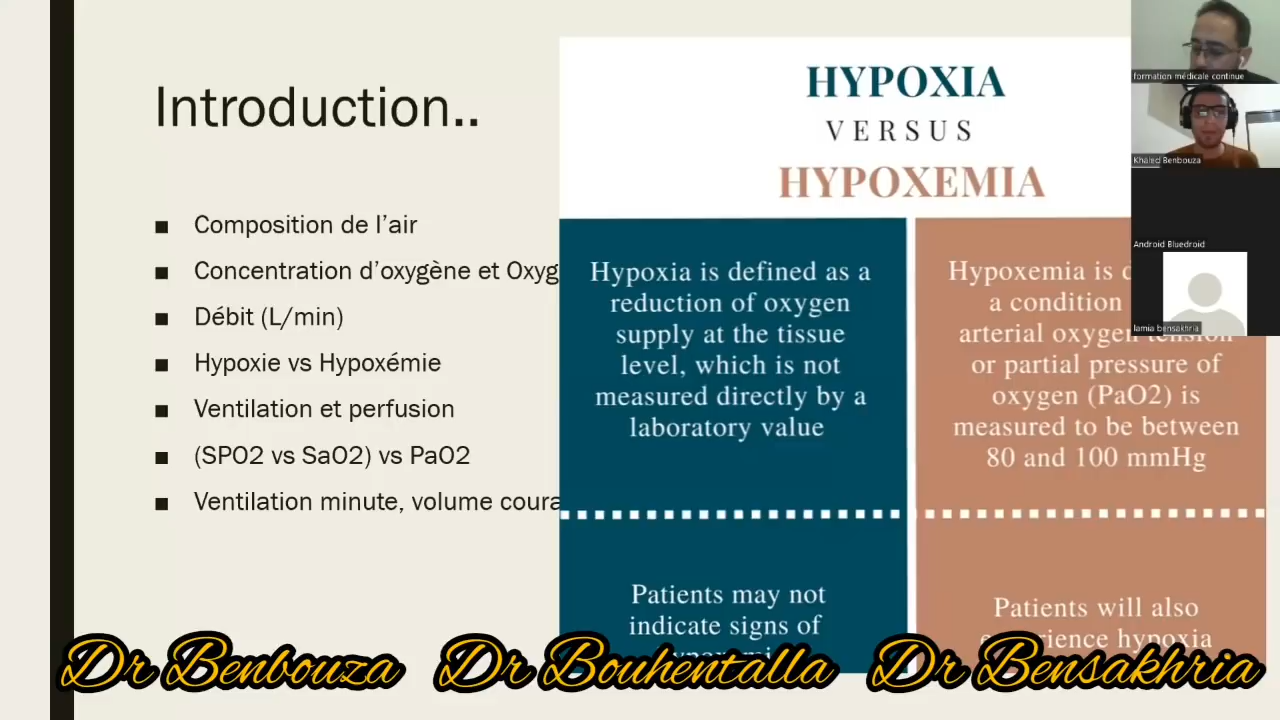 Introduction..
Composition de l’air
Concentration d’oxygène et Oxyg
Débit (L/min)
Hypoxie vs Hypoxémie
Ventilation et perfusion
(SPO2 vs SaO2) vs PaO2
Ventilation minute, volume coura
HYPOXIA
VERSUS
HYPOXEMIA
Hypoxia is defined as a
reduction of oxygen
supply at the tissue
level, which is not
measured directly by a
laboratory value
Patients may not
indicate signs of
Hypoxemia is
a condition
arterial oxygen tension
or partial pressure of
oxygen (PaO2) is
measured to be between
80 and 100 mmHg
Patients will also
experience hypoxia
formation médicale continue
Khaled Benbouza
Android Bluedroid
lamia bensakhria
Dr Benbouza Dr Bouhentalla Dr Bensakhria